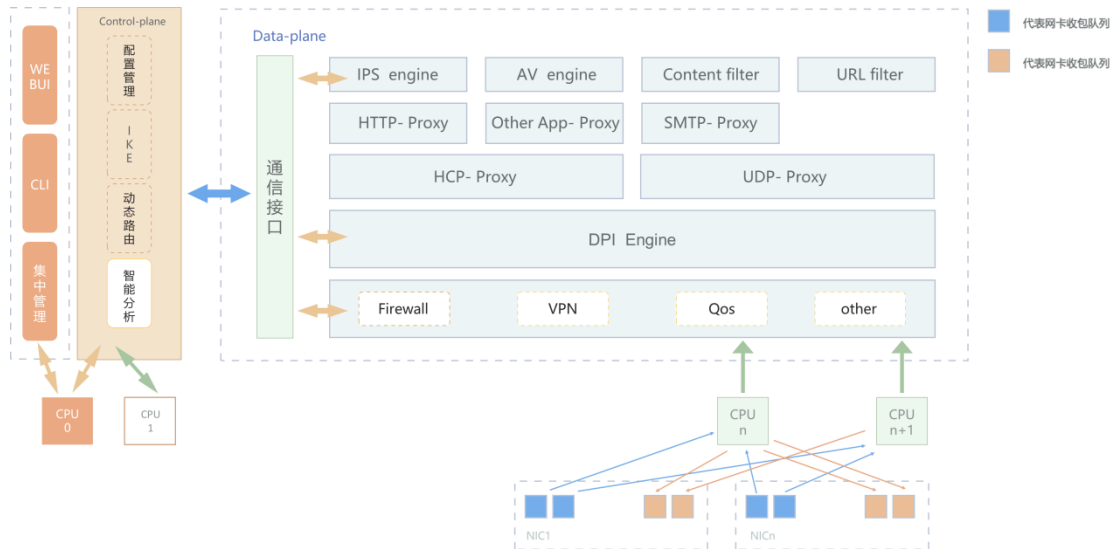 WE
BUI
CLI
集中管理
Control-plane
配置管理
IKE
动态路由
智能分析
CPU
0
CPU
1
Data-plane
通信接口
IPS engine
AV engine
Content filter
URL filter
HTTP- Proxy
Other App- Proxy
SMTP- Proxy
HCP- Proxy
UDP- Proxy
DPI Engine
Firewall
VPN
Qos
other
CPU
n
CPU
n+1
NIC1
NICn
代表网卡收包队列
代表网卡收包队列